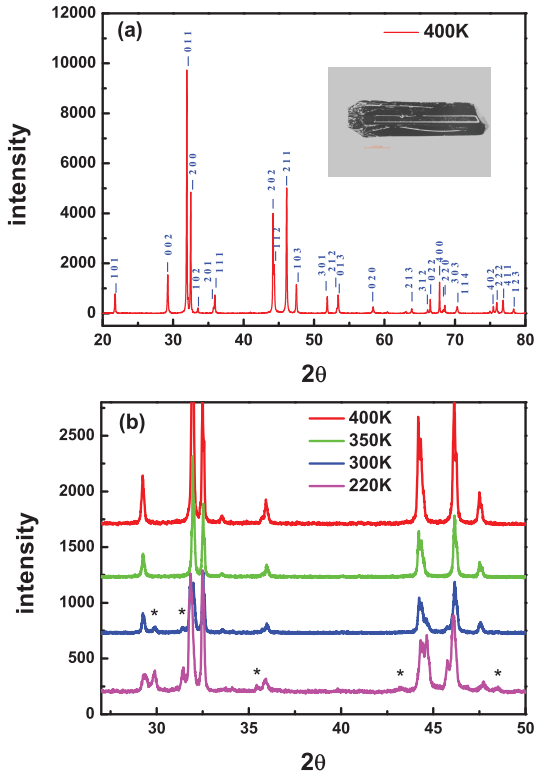 (a)
400K
12000
10000
8000
6000
4000
2000
0
intensity
1 0 1
0 0 2
0 1 1
2 0 0
1 0 2
2 0 1
1 1 1
2 0 2
1 1 2
2 1 1
1 0 3
3 0 1
2 1 2
0 1 3
0 2 0
2 1 3
3 1 2
0 2 2
4 0 0
2 2 0
3 0 3
1 1 4
4 0 2
2 2 2
4 1 1
1 2 3
20 30 40 50 60 70 80
2θ
(b)
400K
350K
300K
220K
2500
2000
1500
1000
500
0
intensity
* *
* * *
30 35 40 45 50
2θ